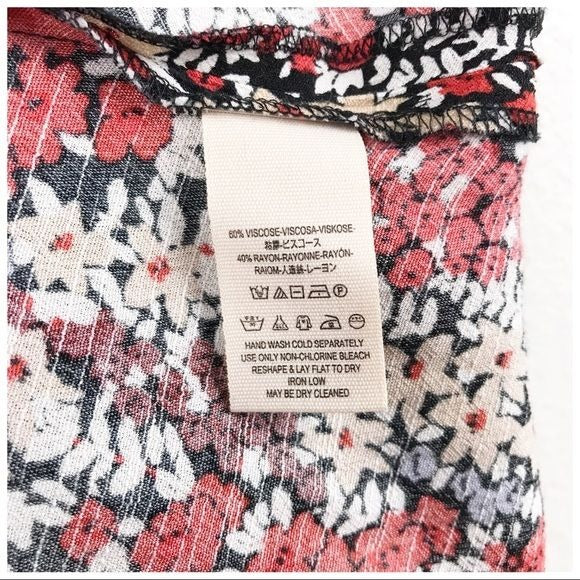 60% VISCOSE-VISCOSA-VISKOSE-
粘膠-ビスコース
40% RAYON-RAYONNE-RAYÓN-
RAIOM-人造絲-レーヨン
HAND WASH COLD SEPARATELY
USE ONLY NON-CHLORINE BLEACH
RESHAPE & LAY FLAT TO DRY
IRON LOW
MAY BE DRY CLEANED